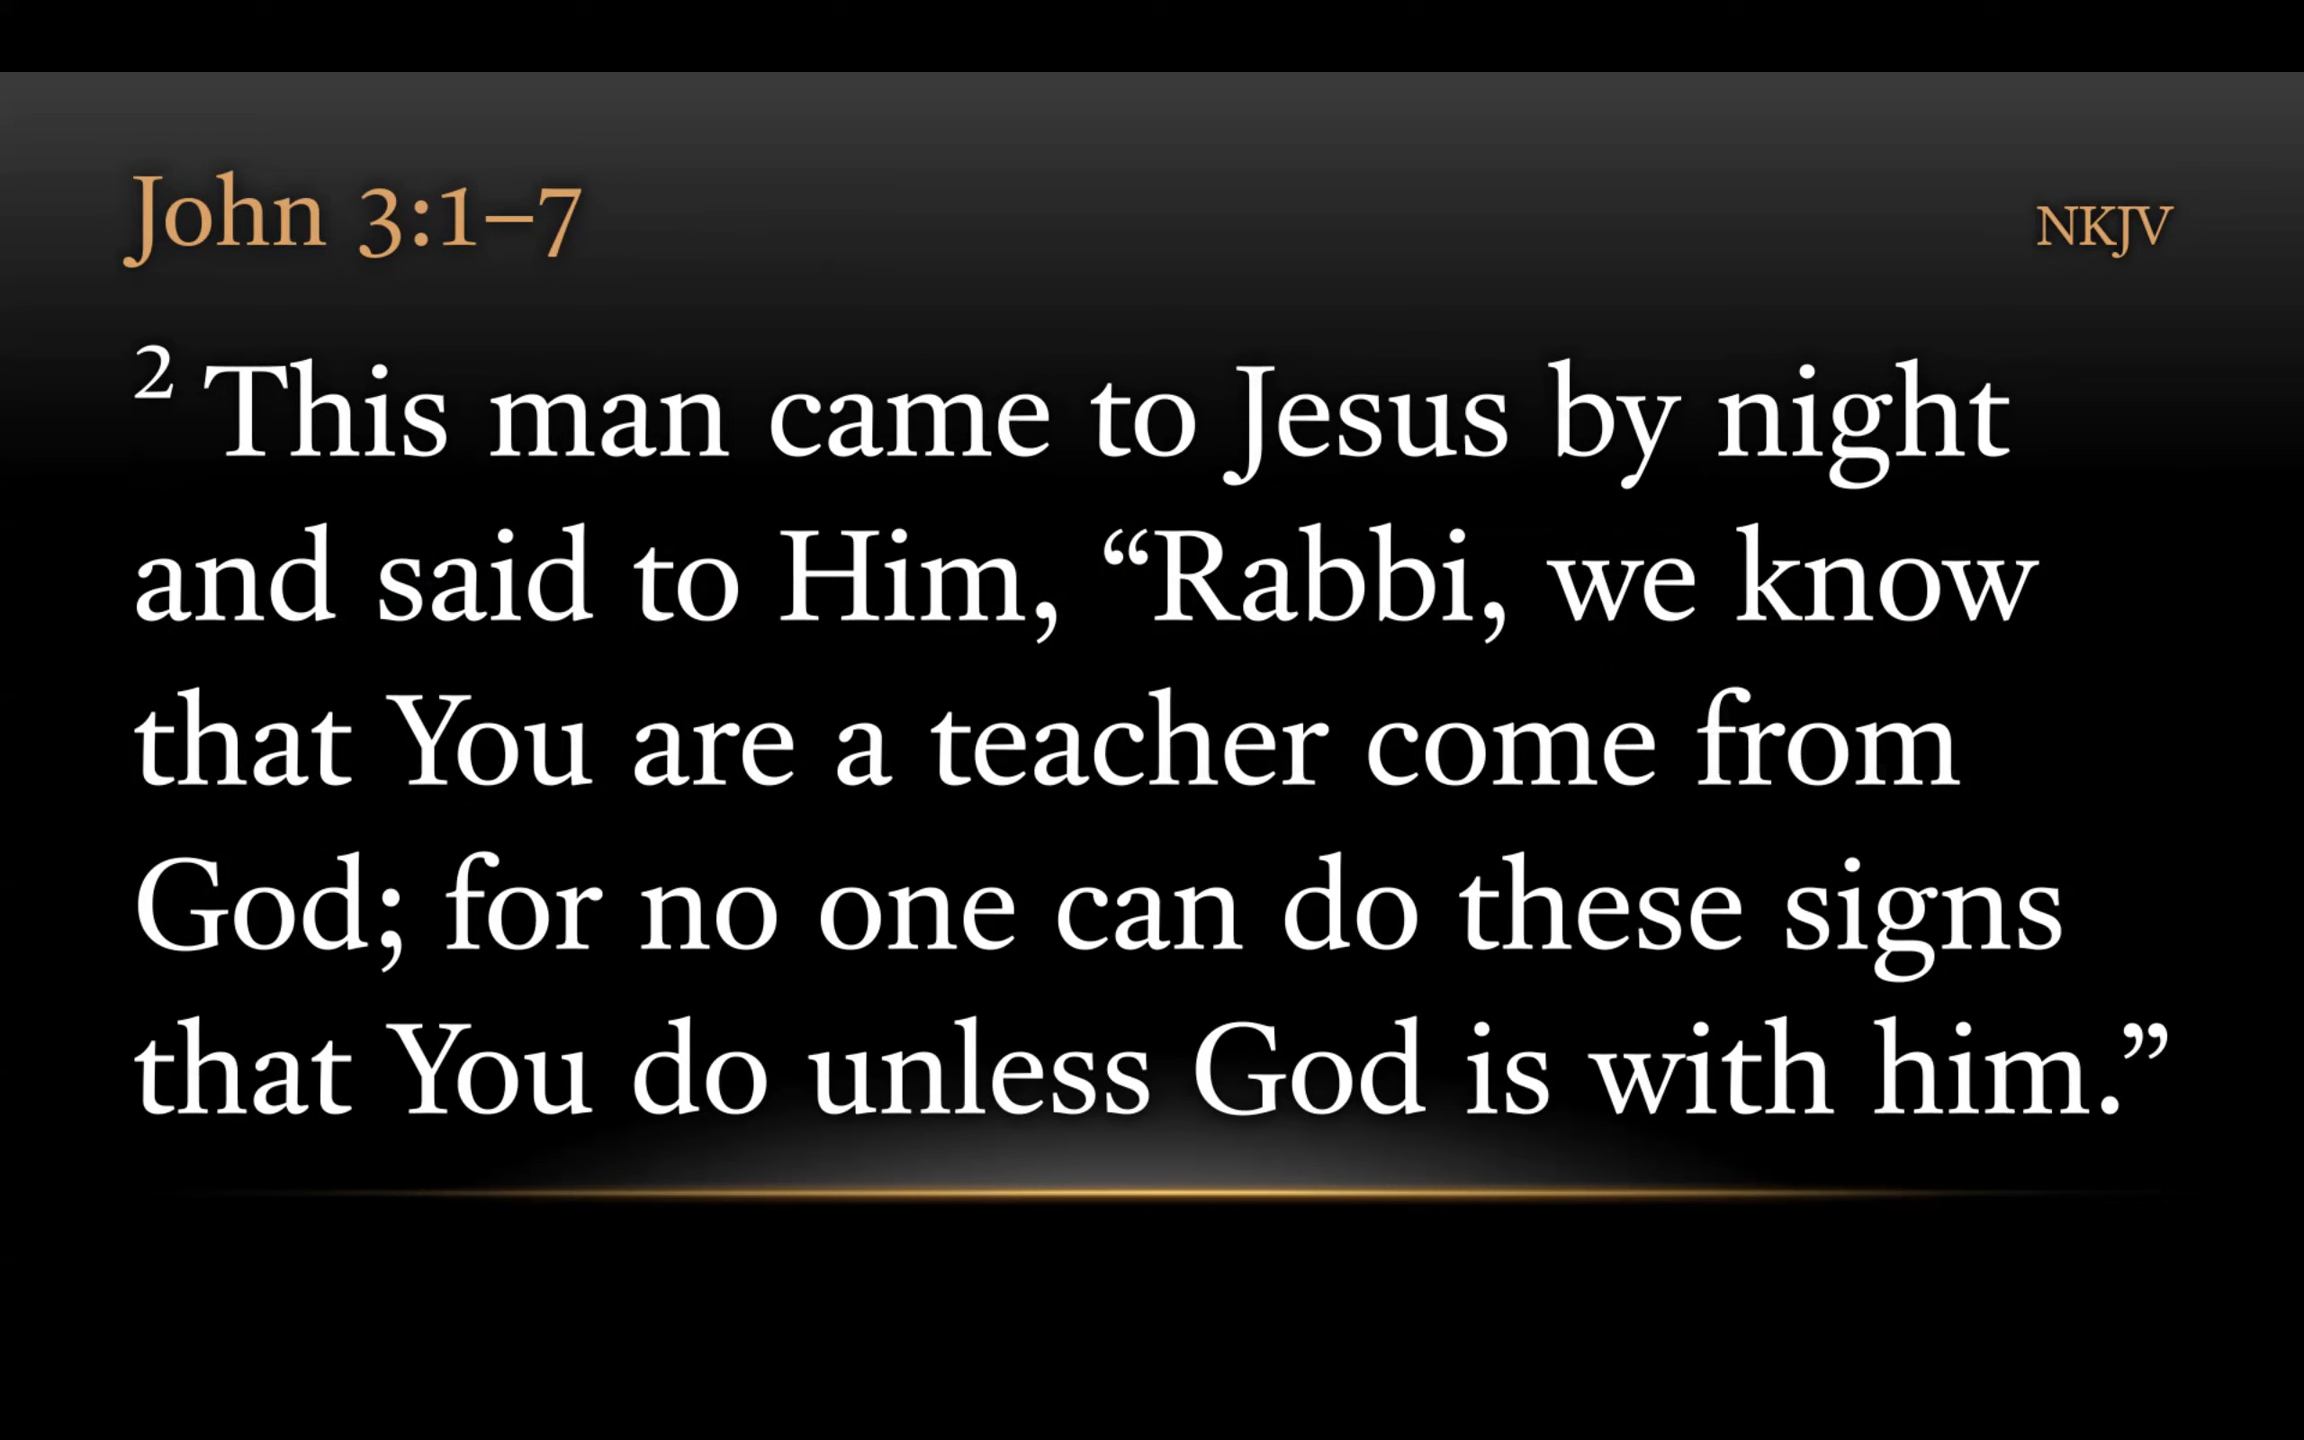 John 3:1–7
NKJV
2 This man came to Jesus by night
and said to Him, “Rabbi, we know
that You are a teacher come from
God; for no one can do these signs
that You do unless God is with him.”